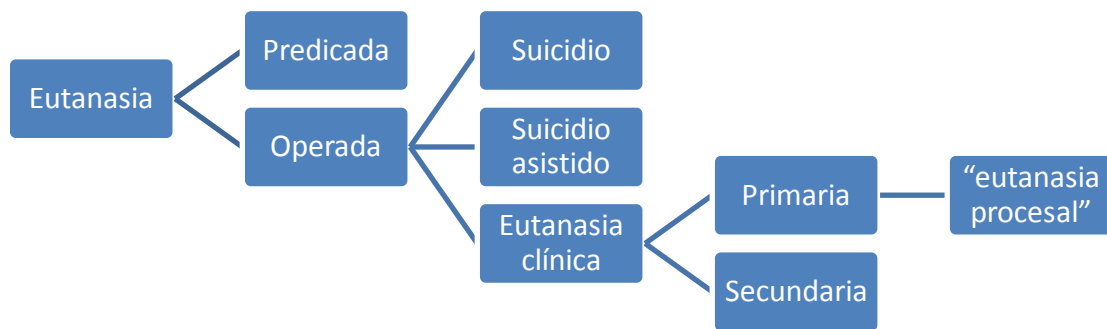 Eutanasia
Predicada
Operada
Suicidio
Suicidio
asistido
Eutanasia
clínica
Primaria
Secundaria
“eutanasia
procesal”